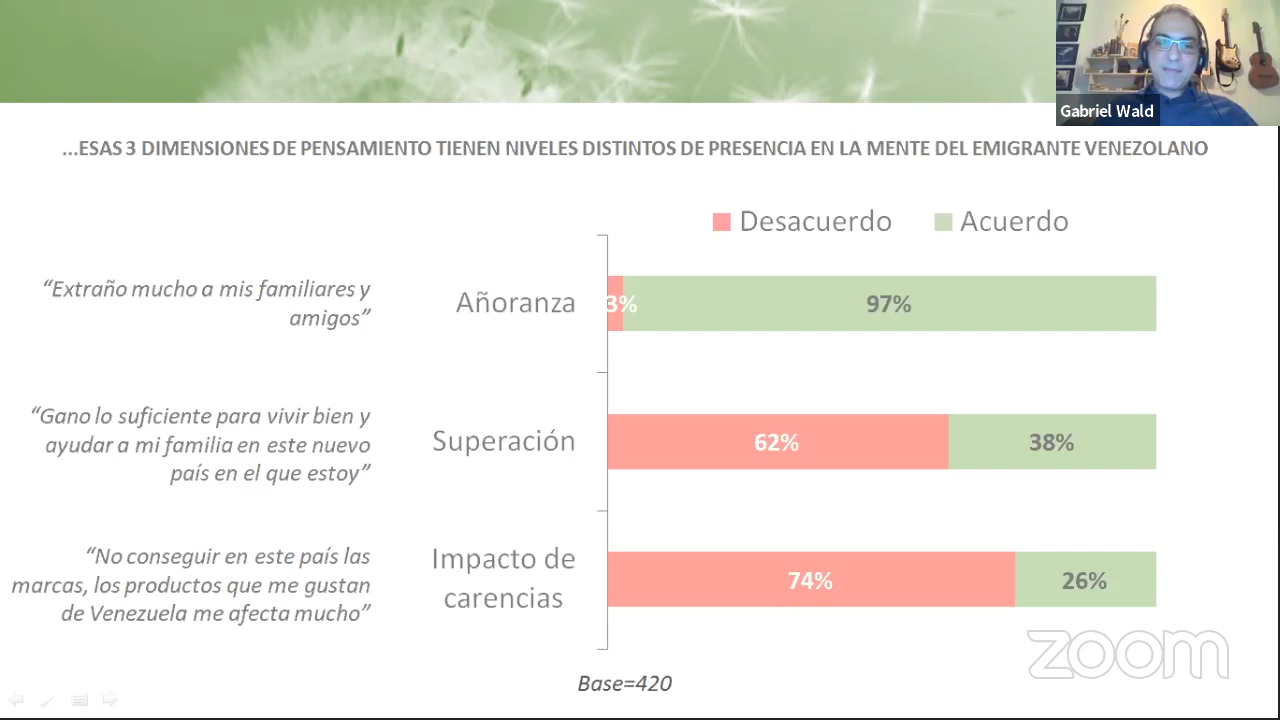 Gabriel Wald
...ESAS 3 DIMENSIONES DE PENSAMIENTO TIENEN NIVELES DISTINTOS DE PRESENCIA EN LA MENTE DEL EMIGRANTE VENEZOLANO
Desacuerdo Acuerdo
“Extraño mucho a mis familiares y
amigos”
Añoranza
3% 97%
“Gano lo suficiente para vivir bien y
ayudar a mi familia en este nuevo
país en el que estoy”
Superación
62% 38%
“No conseguir en este país las
marcas, los productos que me gustan
de Venezuela me afecta mucho”
Impacto de
carencias
74% 26%
zoom
Base=420